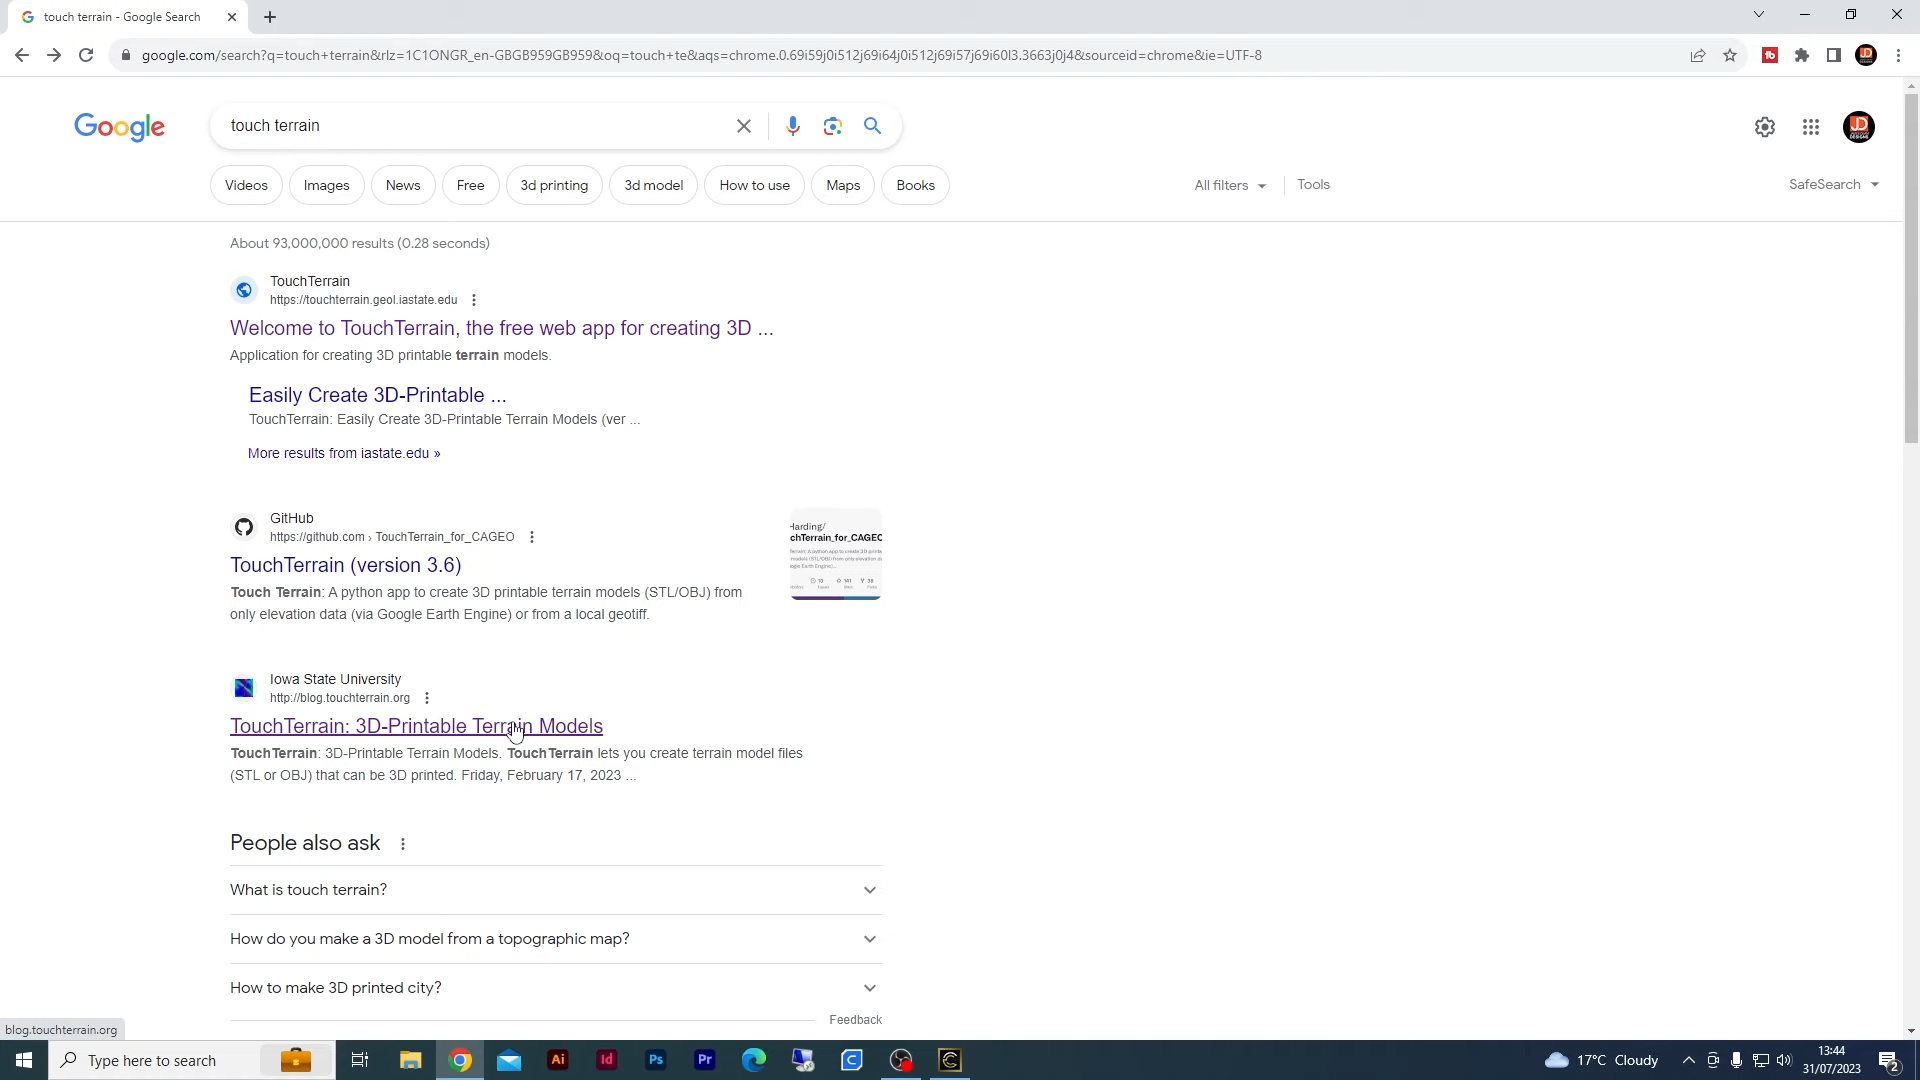 touch terrain - Google Search
google.com/search?q=touch+terrain&rlz=1C1ONGR_en-GBGB959GB959&oq=touch+te&aqs=chrome.0.69i59j0i512j69i64j0i512j69i57j69i60l3.3663j0j4&sourceid=chrome&ie=UTF-8
Google
touch terrain
Videos
Images
News
Free
3d printing
3d model
How to use
Maps
Books
All filters
Tools
SafeSearch
About 93,000,000 results (0.28 seconds)
TouchTerrain
https://touchterrain.geol.iastate.edu
Welcome to TouchTerrain, the free web app for creating 3D ...
Application for creating 3D printable terrain models.
Easily Create 3D-Printable ...
TouchTerrain: Easily Create 3D-Printable Terrain Models (ver ...
More results from iastate.edu »
GitHub
https://github.com › TouchTerrain_for_CAGEO
TouchTerrain (version 3.6)
Touch Terrain: A python app to create 3D printable terrain models (STL/OBJ) from
only elevation data (via Google Earth Engine) or from a local geotiff.
Harding/
chTerrain_for_CAGEO
Iowa State University
http://blog.touchterrain.org
TouchTerrain: 3D-Printable Terrain Models
TouchTerrain: 3D-Printable Terrain Models. TouchTerrain lets you create terrain model files
(STL or OBJ) that can be 3D printed. Friday, February 17, 2023 ...
People also ask
What is touch terrain?
How do you make a 3D model from a topographic map?
How to make 3D printed city?
Feedback
blog.touchterrain.org
Type here to search
Ai
Id
Ps
Pr
17°C Cloudy
13:44
31/07/2023
2